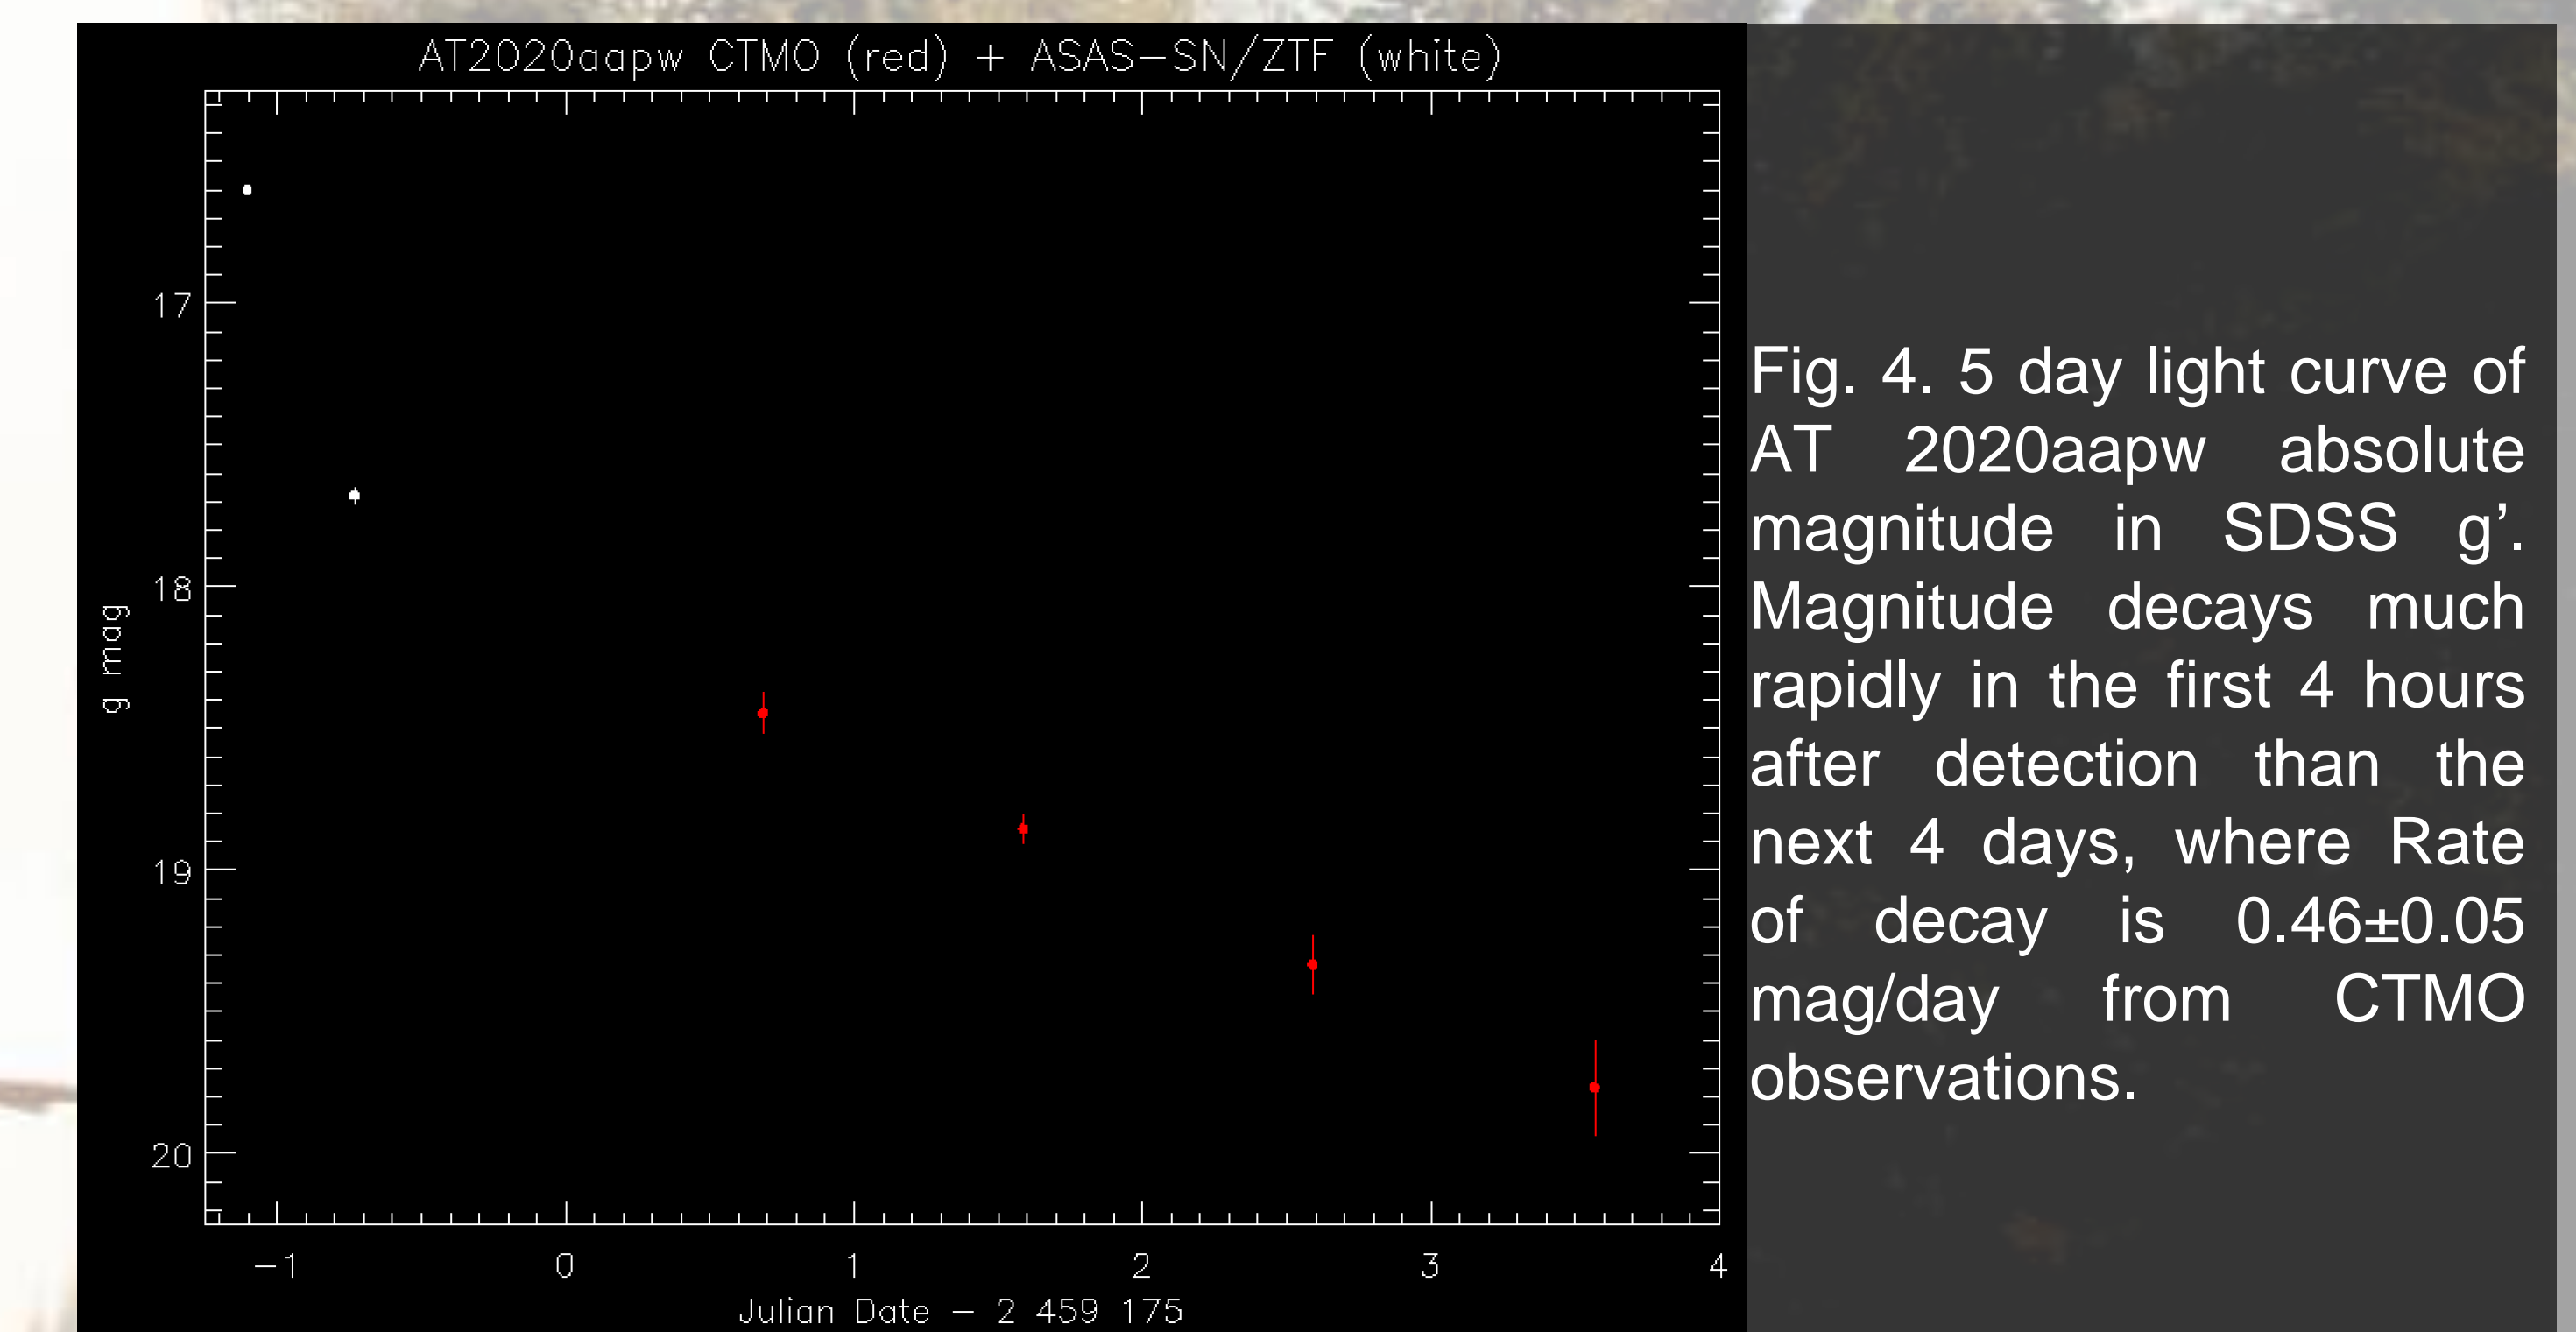 AT2020aapw CTMO (red) + ASAS-SN/ZTF (white)
17
18
19
20
g mag
-1 0 1 2 3 4
Julian Date - 2 459 175
Fig. 4. 5 day light curve of
AT 2020aapw absolute
magnitude in SDSS g’.
Magnitude decays much
rapidly in the first 4 hours
after detection than the
next 4 days, where Rate
of decay is 0.46±0.05
mag/day from CTMO
observations.